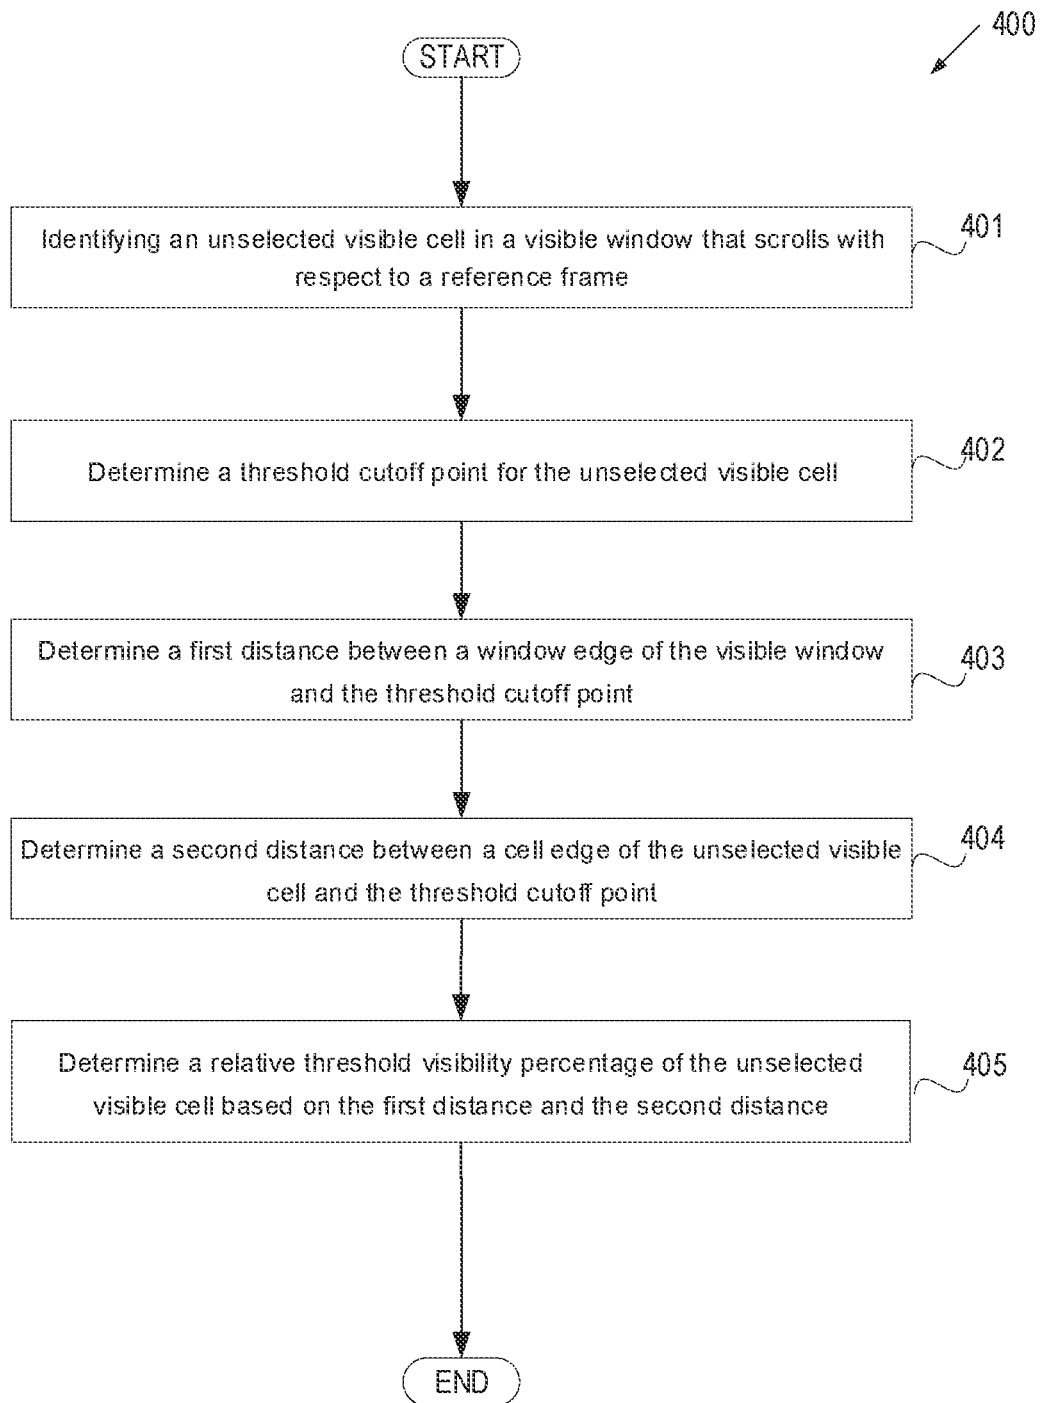 400
START
Identifying an unselected visible cell in a visible window that scrolls with
respect to a reference frame
401
Determine a threshold cutoff point for the unselected visible cell
402
Determine a first distance between a window edge of the visible window
and the threshold cutoff point
403
Determine a second distance between a cell edge of the unselected visible
cell and the threshold cutoff point
404
Determine a relative threshold visibility percentage of the unselected
visible cell based on the first distance and the second distance
405
END